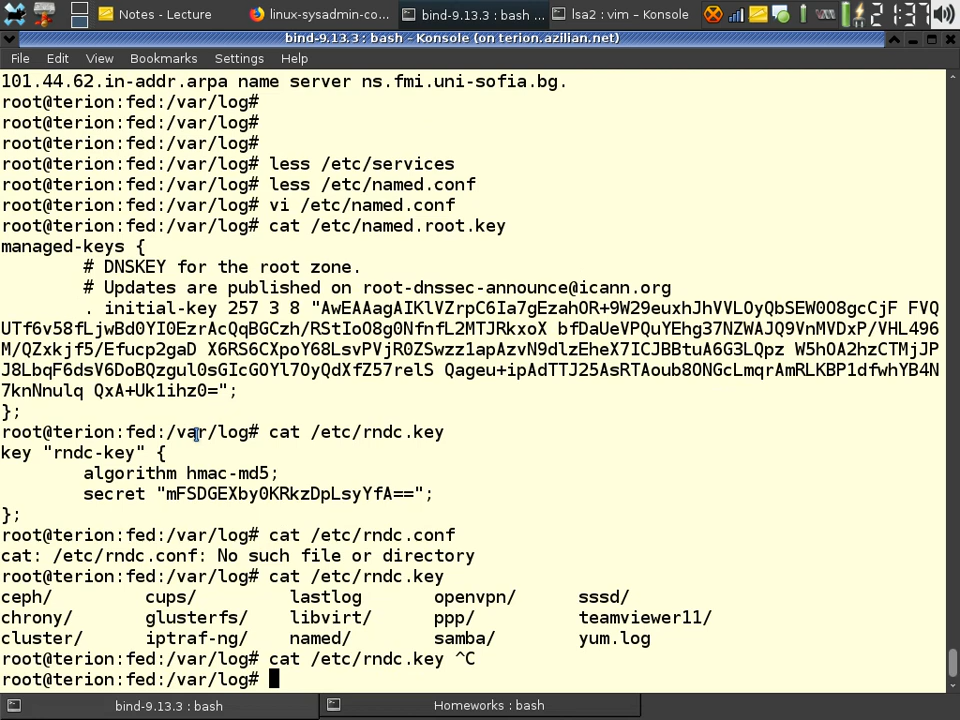 Notes - Lecture
linux-sysadmin-co...
bind-9.13.3 : bash ...
lsa2 : vim – Konsole
21:37
bind-9.13.3 : bash – Konsole (on terion.azilian.net)
File Edit View Bookmarks Settings Help
101.44.62.in-addr.arpa name server ns.fmi.uni-sofia.bg.
root@terion:fed:/var/log#
root@terion:fed:/var/log#
root@terion:fed:/var/log#
root@terion:fed:/var/log# less /etc/services
root@terion:fed:/var/log# less /etc/named.conf
root@terion:fed:/var/log# vi /etc/named.conf
root@terion:fed:/var/log# cat /etc/named.root.key
managed-keys {
# DNSKEY for the root zone.
# Updates are published on root-dnssec-announce@icann.org
. initial-key 257 3 8 "AwEAAagAIKlVZrpC6Ia7gEzahOR+9W29euxhJhVVLOyQbSEW0O8gcCjF FVQ
UTf6v58fLjwBd0YI0EzrAcQqBGCzh/RStIoO8g0NfnfL2MTJRkxoX bfDaUeVPQuYEhg37NZWAJQ9VnMVDxP/VHL496
M/QZxkjf5/Efucp2gaD X6RS6CXpoY68LsvPVjR0ZSwzz1apAzvN9dlzEheX7ICJBBtuA6G3LQpz W5hOA2hzCTMjJP
J8LbqF6dsV6DoBQzgul0sGIcGOYl7OyQdXfZ57relS Qageu+ipAdTTJ25AsRTAoub8ONGcLmqrAmRLKBP1dfwhYB4N
7knNnulq QxA+Uk1ihz0=";
};
root@terion:fed:/var/log# cat /etc/rndc.key
key "rndc-key" {
algorithm hmac-md5;
secret "mFSDGEXby0KRkzDpLsyYfA==";
};
root@terion:fed:/var/log# cat /etc/rndc.conf
cat: /etc/rndc.conf: No such file or directory
root@terion:fed:/var/log# cat /etc/rndc.key
ceph/ cups/ lastlog openvpn/ sssd/
chrony/ glusterfs/ libvirt/ ppp/ teamviewer11/
cluster/ iptraf-ng/ named/ samba/ yum.log
root@terion:fed:/var/log# cat /etc/rndc.key ^C
root@terion:fed:/var/log#
bind-9.13.3 : bash
Homeworks : bash